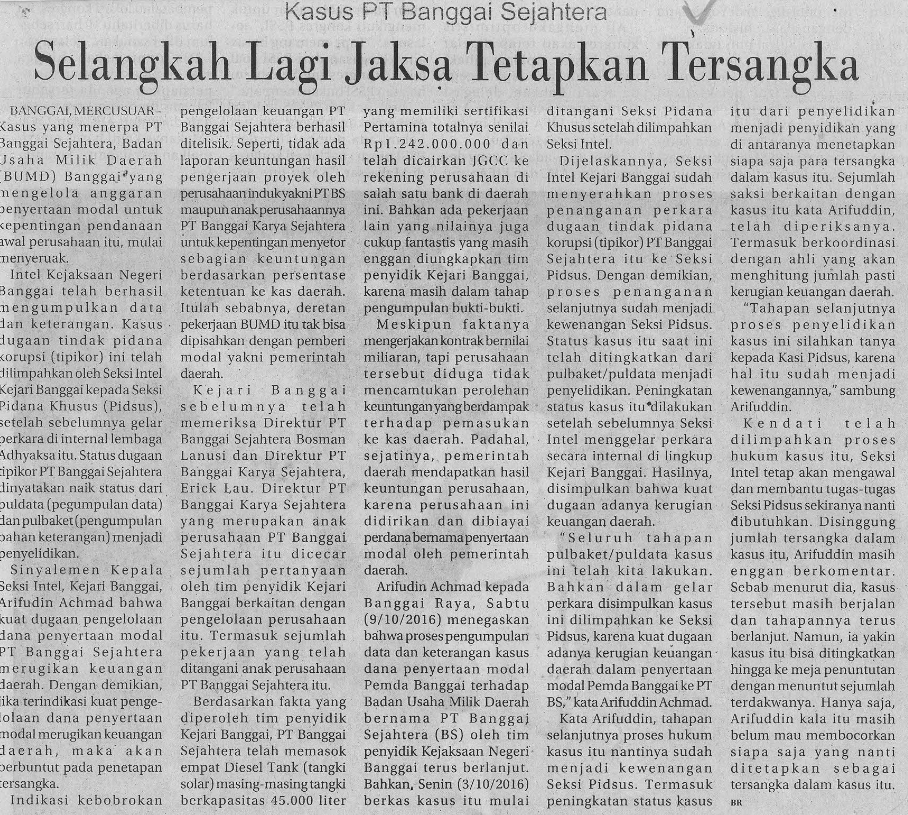 Kasus PT Banggai Sejahtera
Selangkah Lagi Jaksa Tetapkan Tersangka
BANGGAI, MERCUSUAR–
Kasus yang menerpa PT
Banggai Sejahtera, Badan
Usaha Milik Daerah
(BUMD) Banggai yang
mengelola anggaran
penyertaan modal untuk
kepentingan pendanaan
awal perusahaan itu, mulai
menyeruak.
Intel Kejaksaan Negeri
Banggai telah berhasil
mengumpulkan data
dan keterangan. Kasus
dugaan tindak pidana
korupsi (tipikor) ini telah
dilimpahkan oleh Seksi Intel
Kejari Banggai kepada Seksi
Pidana Khusus (Pidsus),
setelah sebelumnya gelar
perkara di internal lembaga
Adhyaksa itu. Status dugaan
tipikor PT Banggai Sejahtera
dinyatakan naik status dari
puldata (pegumpulan data)
dan pulbaket (pengumpulan
bahan keterangan) menjadi
penyelidikan.
Sinyalemen Kepala
Seksi Intel, Kejari Banggai,
Arifudin Achmad bahwa
kuat dugaan pengelolaan
dana penyertaan modal
PT Banggai Sejahtera
merugikan keuangan
daerah. Dengan demikian,
jika terindikasi kuat penge-
lolaan dana penyertaan
modal merugikan keuangan
daerah, maka akan
berbuntut pada penetapan
tersangka.
Indikasi kebobrokan
pengelolaan keuangan PT
Banggai Sejahtera berhasil
ditelisik. Seperti, tidak ada
laporan keuntungan hasil
pengerjaan proyek oleh
perusahaan induk yakni PT BS
maupun anak perusahaannya
PT Banggai Karya Sejahtera
untuk kepentingan menyetor
sebagian keuntungan
berdasarkan persentase
ketentuan ke kas daerah.
Itulah sebabnya, deretan
pekerjaan BUMD itu tak bisa
dipisahkan dengan pemberi
modal yakni pemerintah
daerah.
Kejari Banggai
sebelumnya telah
memeriksa Direktur PT
Banggai Sejahtera Bosman
Lanusi dan Direktur PT
Banggai Karya Sejahtera,
Erick Lau. Direktur PT
Banggai Karya Sejahtera
yang merupakan anak
perusahaan PT Banggai
Sejahtera itu dicecar
sejumlah pertanyaan
oleh tim penyidik Kejari
Banggai berkaitan dengan
pengelolaan perusahaan
itu. Termasuk sejumlah
pekerjaan yang telah
ditangani anak perusahaan
PT Banggai Sejahtera itu.
Berdasarkan fakta yang
diperoleh tim penyidik
Kejari Banggai, PT Banggai
Sejahtera telah memasok
empat Diesel Tank (tangki
solar) masing-masing tangki
berkapasitas 45.000 liter
yang memiliki sertifikasi
Pertamina totalnya senilai
Rp1.242.000.000 dan
telah dicairkan JGCC ke
rekening perusahaan di
salah satu bank di daerah
ini. Bahkan ada pekerjaan
lain yang nilainya juga
cukup fantastis yang masih
enggan diungkapkan tim
penyidik Kejari Banggai,
karena masih dalam tahap
pengumpulan bukti-bukti.
Meskipun faktanya
mengerjakan kontrak bernilai
miliaran, tapi perusahaan
tersebut diduga tidak
mencamtukan perolehan
keuntungan yang berdampak
terhadap pemasukan
ke kas daerah. Padahal,
sejatinya, pemerintah
daerah mendapatkan hasil
keuntungan perusahaan,
karena perusahaan ini
didirikan dan dibiayai
perdana bernama penyertaan
modal oleh pemerintah
daerah.
Arifudin Achmad kepada
Banggai Raya, Sabtu
(9/10/2016) menegaskan
bahwa proses pengumpulan
data dan keterangan kasus
dana penyertaan modal
Pemda Banggai terhadap
Badan Usaha Milik Daerah
bernama PT Banggai
Sejahtera (BS) oleh tim
penyidik Kejaksaan Negeri
Banggai terus berlanjut.
Bahkan, Senin (3/10/2016)
berkas kasus itu mulai
ditangani Seksi Pidana
Khusus setelah dilimpahkan
Seksi Intel.
Dijelaskannya, Seksi
Intel Kejari Banggai sudah
menyerahkan proses
penanganan perkara
dugaan tindak pidana
korupsi (tipikor) PT Banggai
Sejahtera itu ke Seksi
Pidsus. Dengan demikian,
proses penanganan
selanjutnya sudah menjadi
kewenangan Seksi Pidsus.
Status kasus itu saat ini
telah ditingkatkan dari
pulbaket/puldata menjadi
penyelidikan. Peningkatan
status kasus itu dilakukan
setelah sebelumnya Seksi
Intel menggelar perkara
secara internal di lingkup
Kejari Banggai. Hasilnya,
disimpulkan bahwa kuat
dugaan adanya kerugian
keuangan daerah.
“Seluruh tahapan
pulbaket/puldata kasus
ini telah kita lakukan.
Bahkan dalam gelar
perkara disimpulkan kasus
ini dilimpahkan ke Seksi
Pidsus, karena kuat dugaan
adanya kerugian keuangan
daerah dalam penyertaan
modal Pemda Banggai ke PT
BS,” kata Arifudin Achmad.
Kata Arifuddin, tahapan
selanjutnya proses hukum
kasus itu nantinya sudah
menjadi kewenangan
Seksi Pidsus. Termasuk
peningkatan status kasus
itu dari penyelidikan
menjadi penyidikan yang
di antaranya menetapkan
siapa saja para tersangka
dalam kasus itu. Sejumlah
saksi berkaitan dengan
kasus itu kata Arifuddin,
telah diperiksanya.
Termasuk berkoordinasi
dengan ahli yang akan
menghitung jumlah pasti
kerugian keuangan daerah.
“Tahapan selanjutnya
proses penyelidikan
kasus ini silahkan tanya
kepada Kasi Pidsus, karena
hal itu sudah menjadi
kewenangannya,” sambung
Arifuddin.
Kendati telah
dilimpahkan proses
hukum kasus itu, Seksi
Intel tetap akan mengawal
dan membantu tugas-tugas
Seksi Pidsus sekiranya nanti
dibutuhkan. Disinggung
jumlah tersangka dalam
kasus itu, Arifuddin masih
enggan berkomentar.
Sebab menurut dia, kasus
tersebut masih berjalan
dan tahapannya terus
berlanjut. Namun, ia yakin
kasus itu bisa ditingkatkan
hingga ke meja penuntutan
dengan menuntut sejumlah
terdakwanya. Hanya saja,
Arifuddin kala itu masih
belum mau membocorkan
siapa saja yang nanti
ditetapkan sebagai
tersangka dalam kasus itu.
BR